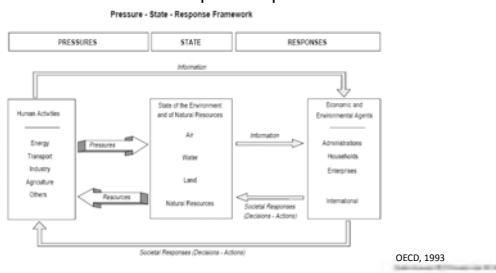 Pressure - State - Response Framework
PRESSURES
STATE
RESPONSES
Information
Human Activities
Energy
Transport
Industry
Agriculture
Others
Pressures
Resources
State of the Environment
and of Natural Resources
Air
Water
Land
Natural Resources
Information
Societal Responses
(Decisions - Actions)
Economic and
Environmental Agents
Administrations
Households
Enterprises
International
Societal Responses (Decisions - Actions)
OECD, 1993